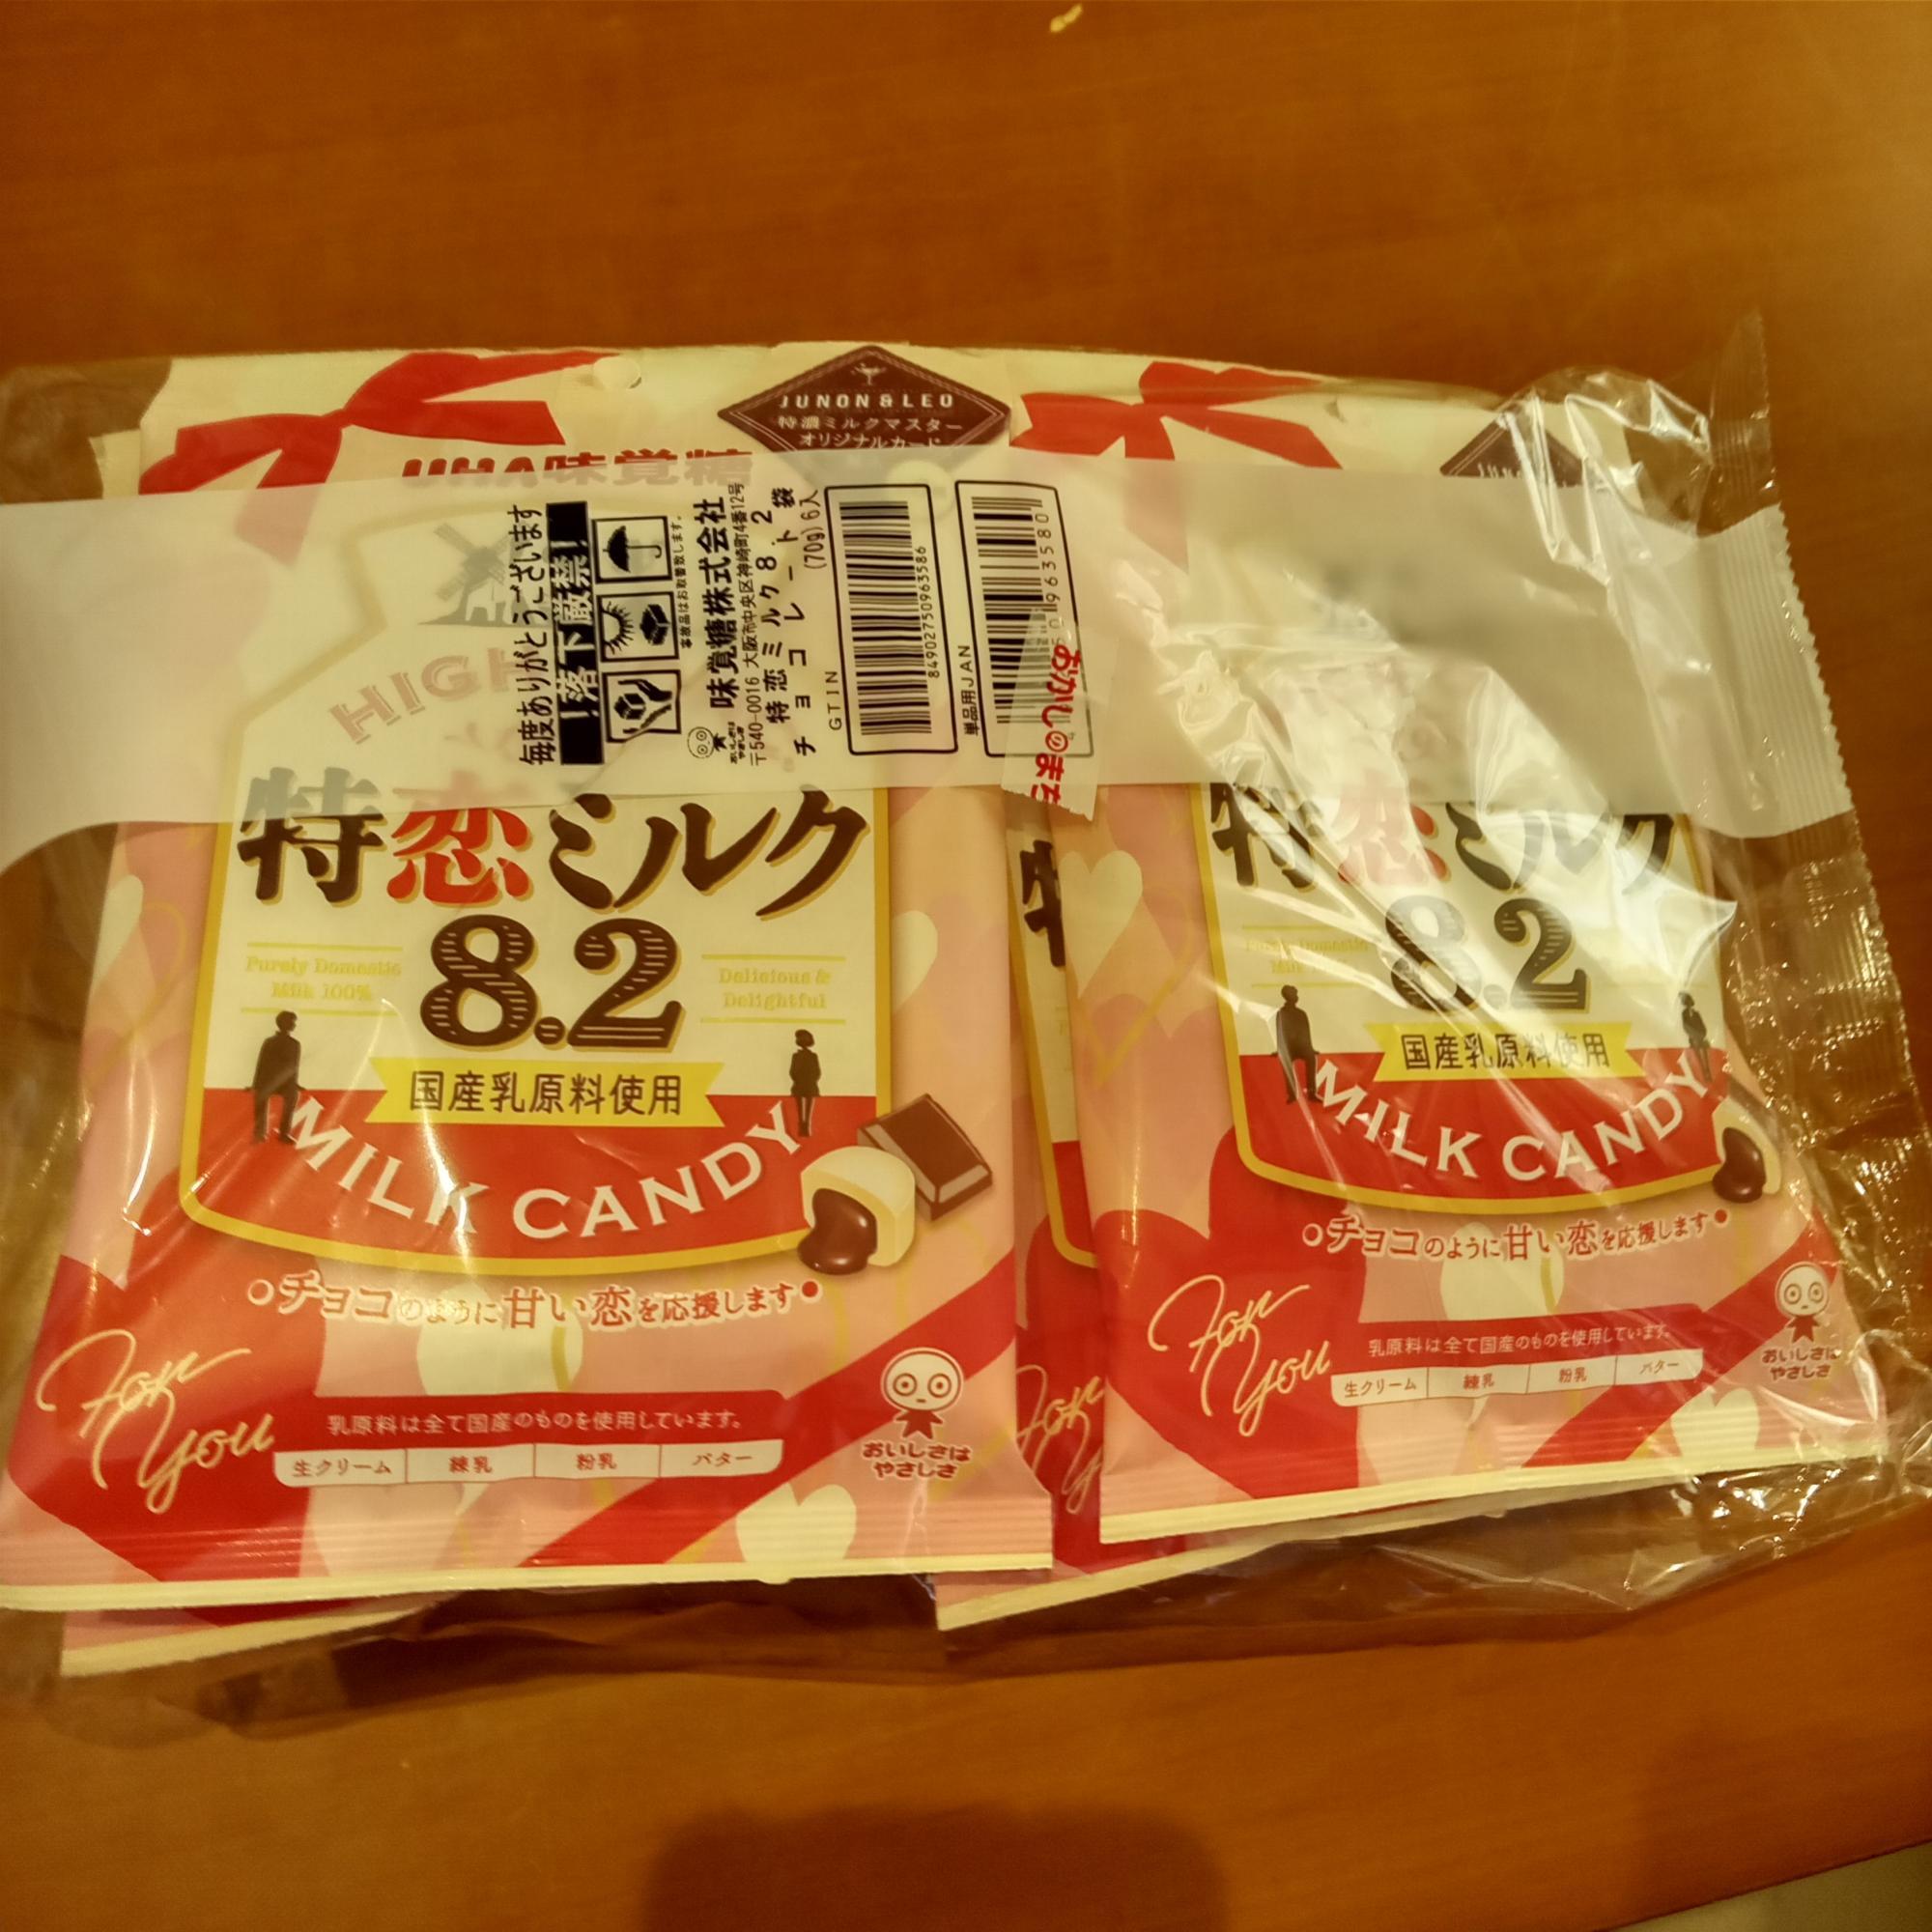 JUNON & LEO
特濃ミルクマスター
オリジナルカード
UHA味覚糖
毎度ありがとうございます
落下厳禁
味覚糖株式会社
〒540-0016 大阪市中央区神崎町4番12号
特恋ミルク8.2
チョコレート袋
(70g) 6入
GTIN
84902750963586
単品用JAN
おかしのまち
HIGH
特恋ミルク
8.2
Purely Domestic
Milk 100%
Delicious &
Delightful
国産乳原料使用
MILK CANDY
・チョコのように甘い恋を応援します・
For
You
乳原料は全て国産のものを使用しています。
生クリーム 練乳 粉乳 バター
おいしさは
やさしさ
特恋ミルク
8.2
国産乳原料使用
MILK CANDY
・チョコのように甘い恋を応援します・
For
You
乳原料は全て国産のものを使用しています。
生クリーム 練乳 粉乳 バター
おいしさは
やさしさ